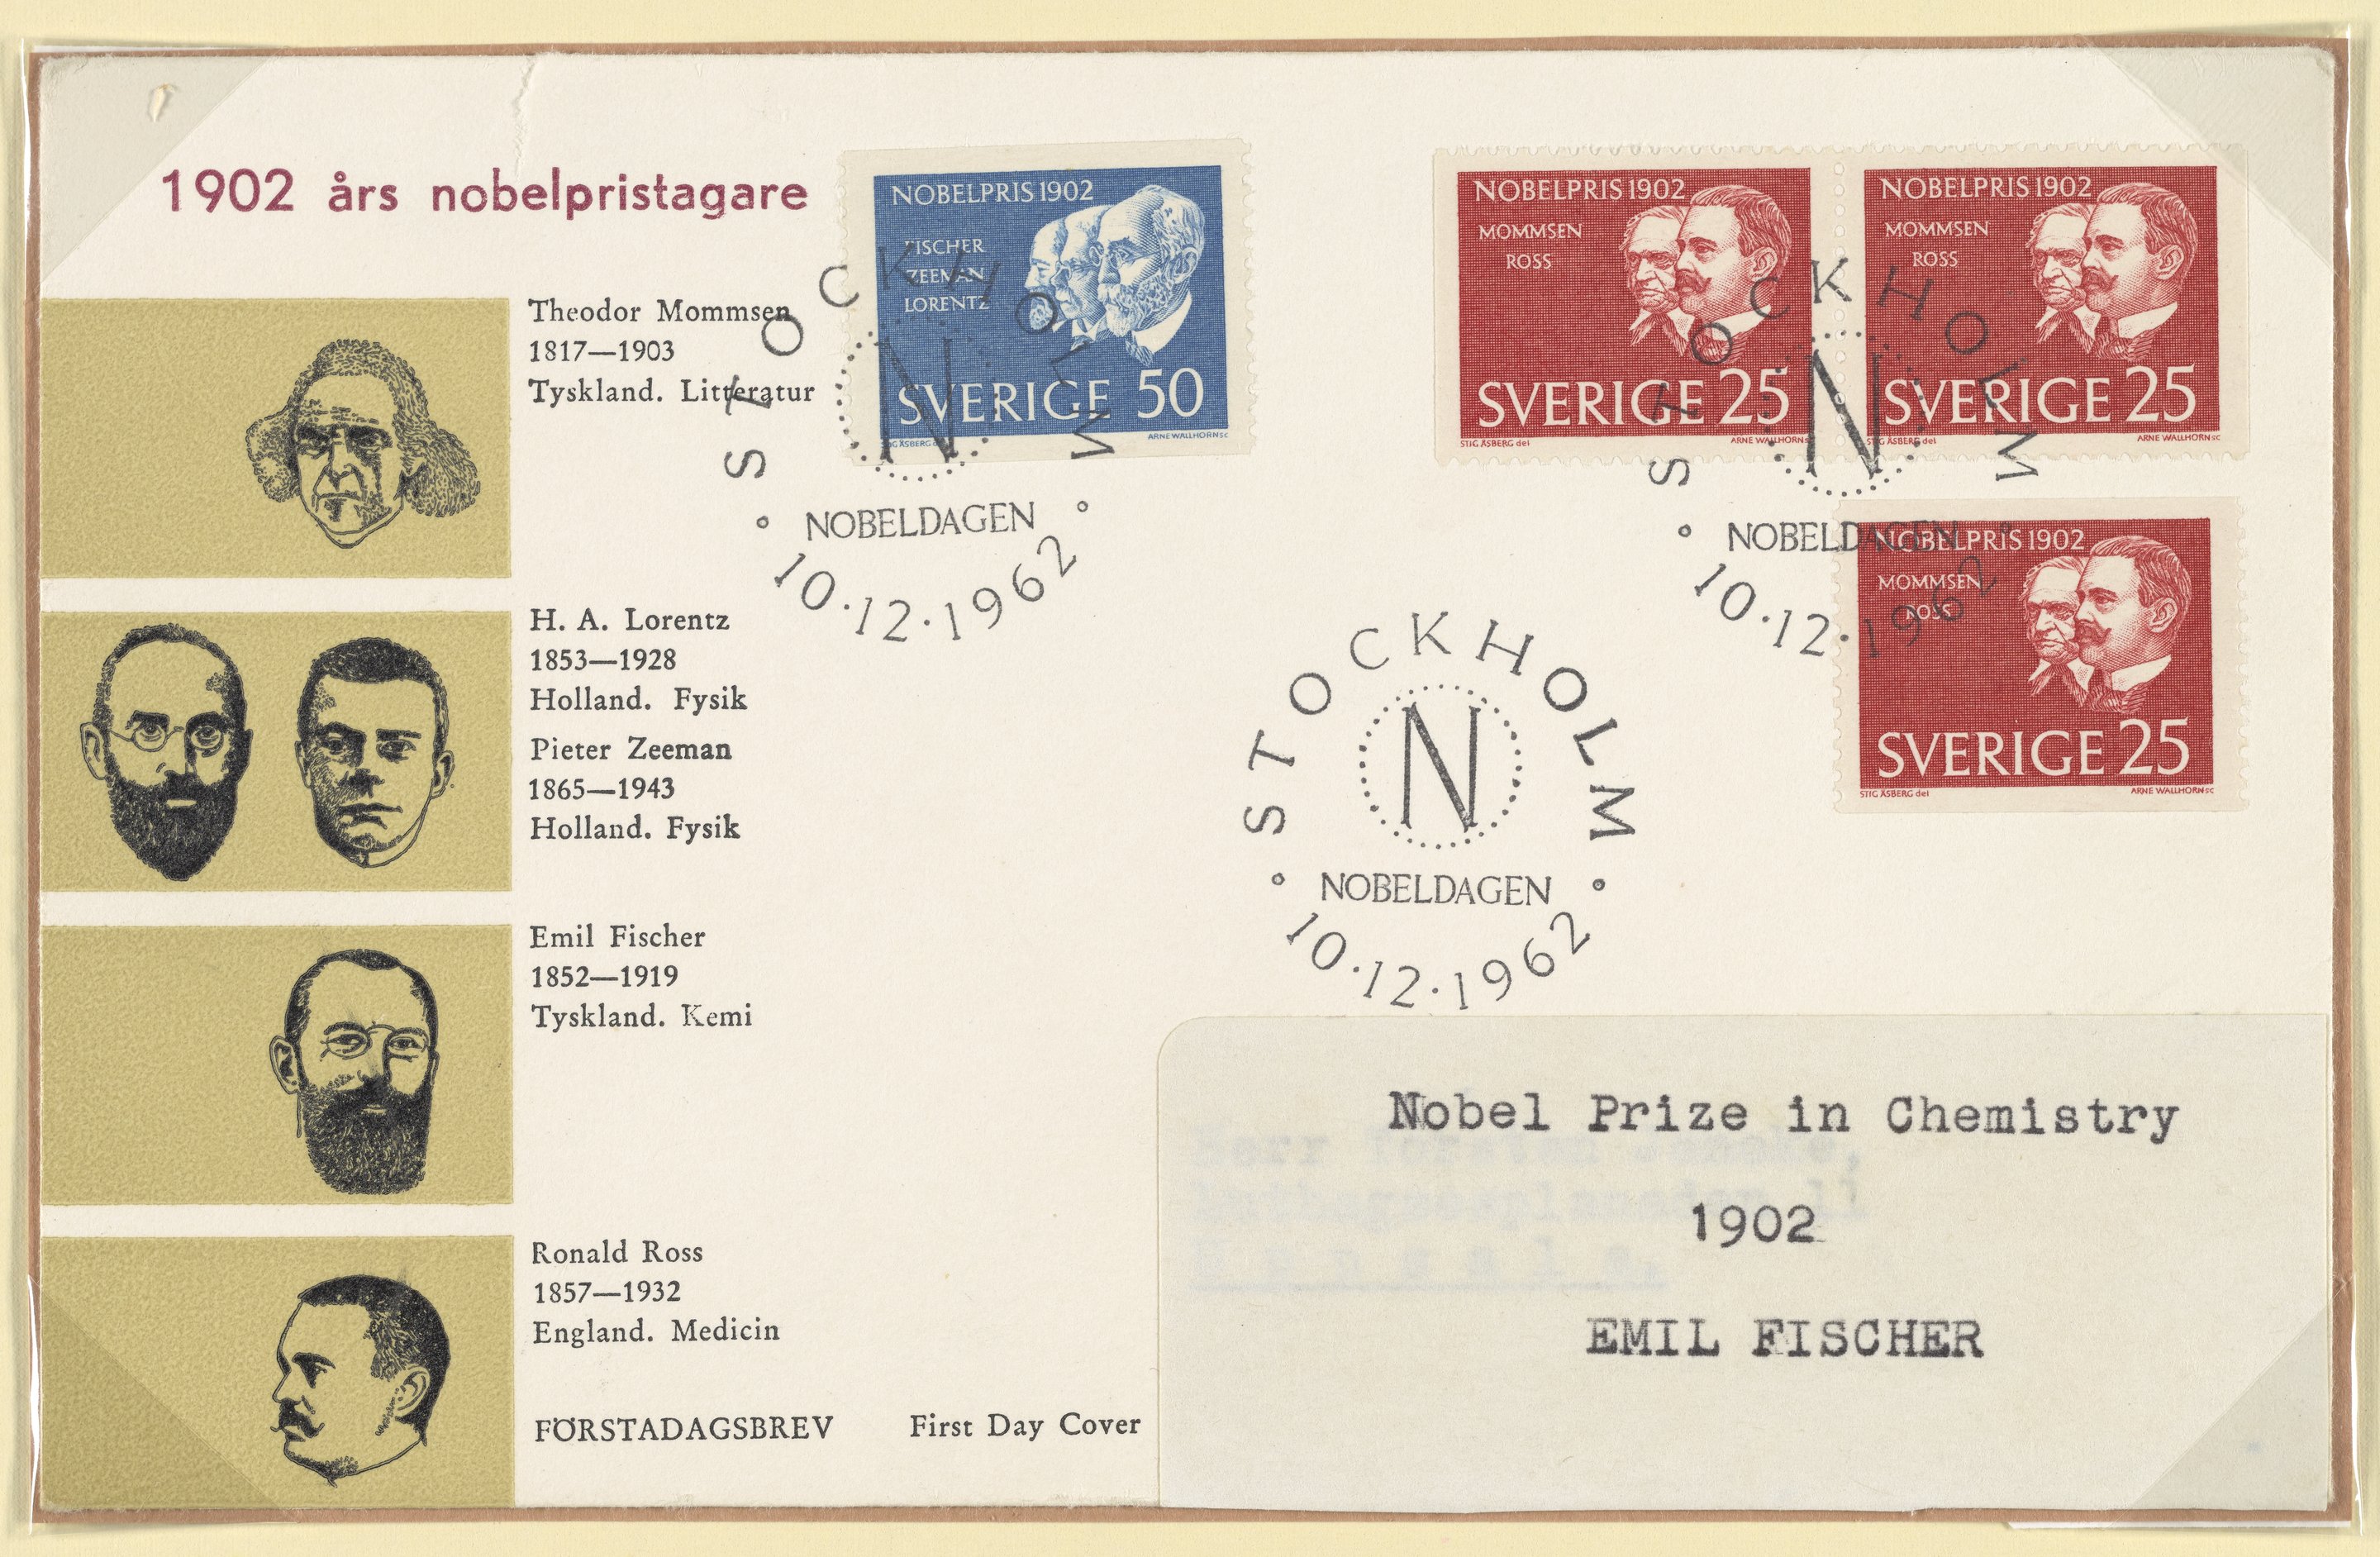 1902 års nobelpristagare
Theodor Mommsen
1817—1903
Tyskland. Litteratur
H. A. Lorentz
1853—1928
Holland. Fysik
Pieter Zeeman
1865—1943
Holland. Fysik
Emil Fischer
1852—1919
Tyskland. Kemi
Ronald Ross
1857—1932
England. Medicin
FÖRSTADAGSBREV First Day Cover
NOBELPRIS 1902
FISCHER
ZEEMAN
LORENTZ
SVERIGE 50
STIG ÅSBERG del ARNE WALLHORN sc
STOCKHOLM
N
NOBELDAGEN
10.12.1962
NOBELPRIS 1902
MOMMSEN
ROSS
SVERIGE 25
STIG ÅSBERG del ARNE WALLHORN sc
NOBELPRIS 1902
MOMMSEN
ROSS
SVERIGE 25
STIG ÅSBERG del ARNE WALLHORN sc
STOCKHOLM
N
NOBELDAGEN
10.12.1962
NOBELPRIS 1902
MOMMSEN
ROSS
SVERIGE 25
STIG ÅSBERG del ARNE WALLHORN sc
STOCKHOLM
N
NOBELDAGEN
10.12.1962
Nobel Prize in Chemistry
1902
EMIL FISCHER